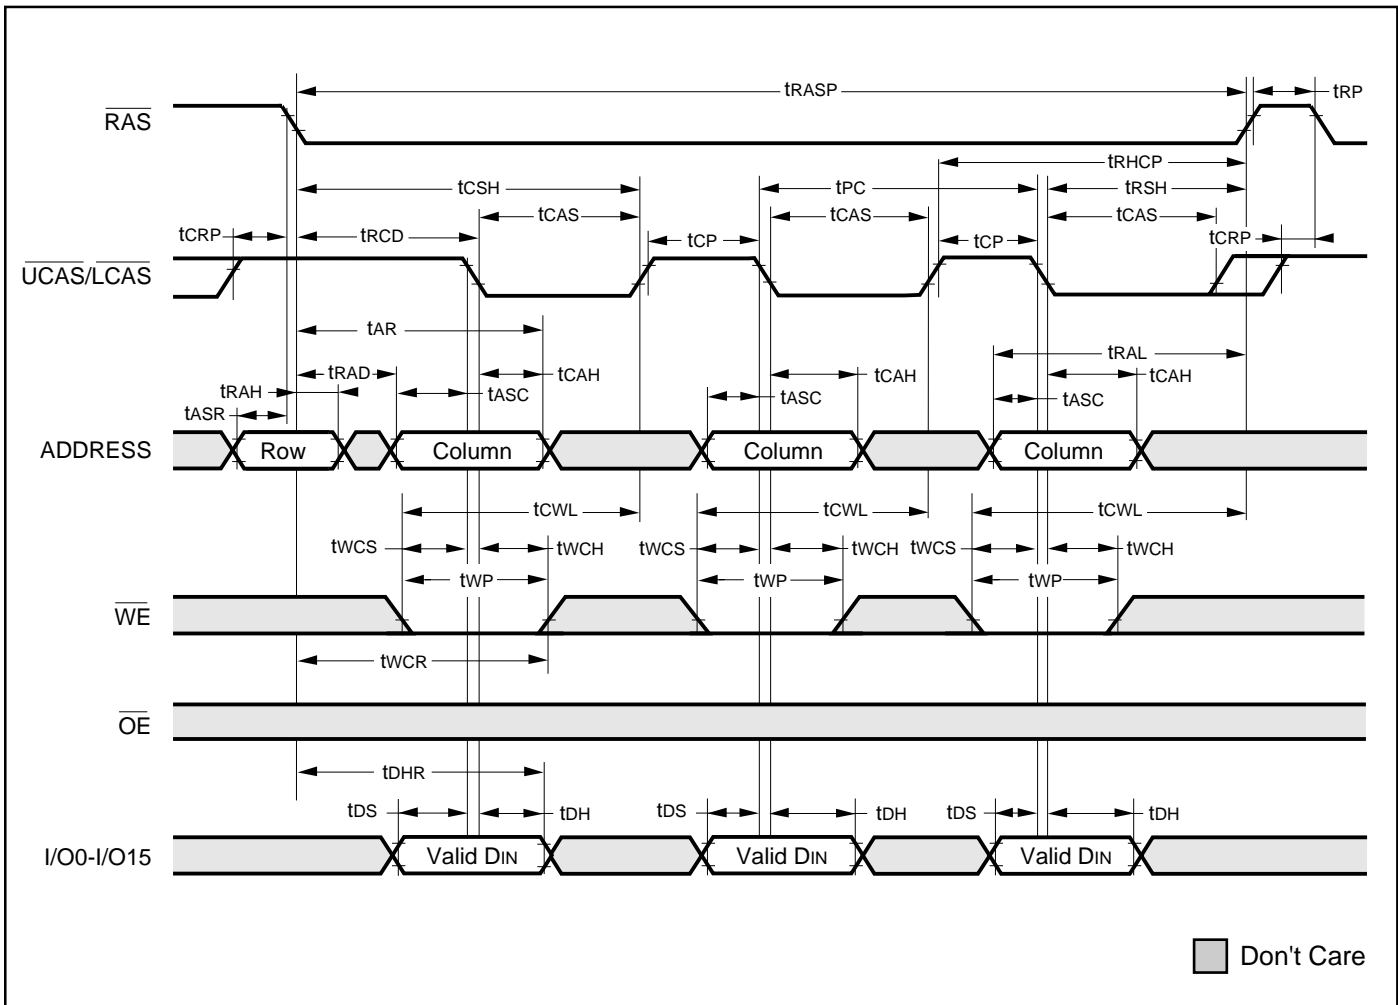 tRASP
tRP
RAS
tRHCP
tCSH
tPC
tRSH
tCAS
tCAS
tCAS
tCRP
tRCD
tCP
tCP
tCRP
UCAS/LCAS
tAR
tRAL
tRAD
tCAH
tCAH
tCAH
tRAH
tASC
tASC
tASC
tASR
ADDRESS
Row
Column
Column
Column
tCWL
tCWL
tCWL
tWCS
tWCH
tWCS
tWCH
tWCS
tWCH
tWP
tWP
tWP
WE
tWCR
OE
tDHR
tDS
tDH
tDS
tDH
tDS
tDH
I/O0-I/O15
Valid DIN
Valid DIN
Valid DIN
Don't Care